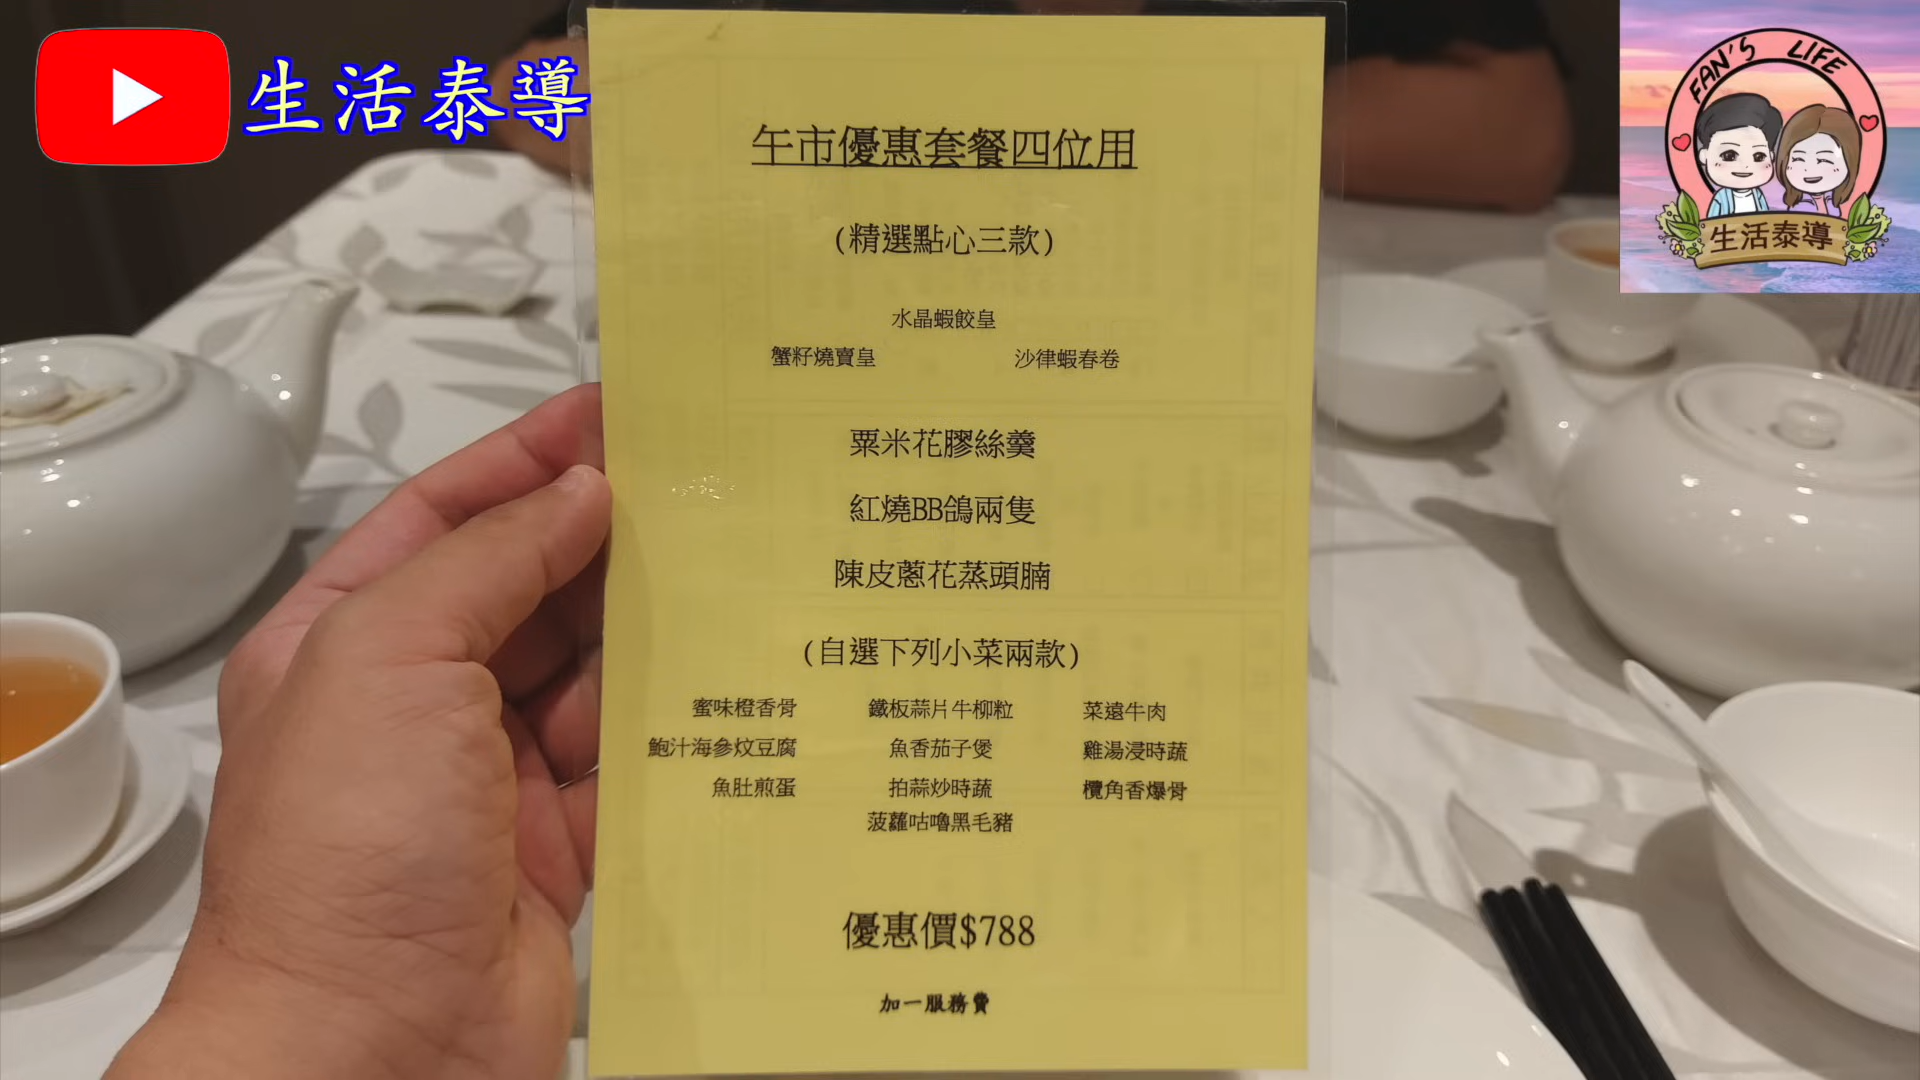 生活泰導
FAN'S LIFE
生活泰導
午市優惠套餐四位用
(精選點心三款)
水晶蝦餃皇
蟹籽燒賣皇 沙律蝦春卷
粟米花膠絲羹
紅燒BB鴿兩隻
陳皮蔥花蒸頭腩
(自選下列小菜兩款)
蜜味橙香骨 鐵板蒜片牛柳粒 菜遠牛肉
鮑汁海參炆豆腐 魚香茄子煲 雞湯浸時蔬
魚肚煎蛋 拍蒜炒時蔬 欖角香爆骨
菠蘿咕嚕黑毛豬
優惠價$788
加一服務費